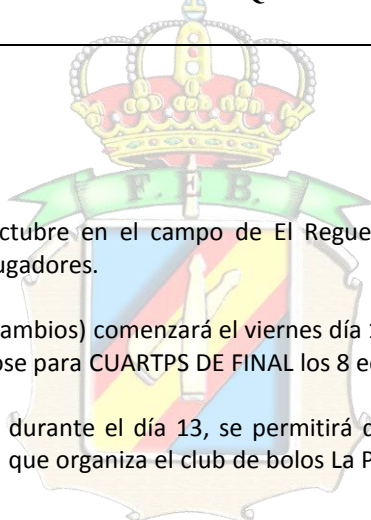 F. E. B.
ctubre en el campo de El Regue
ugadores.
ambios) comenzará el viernes día 1
ose para CUARTPS DE FINAL los 8 e
durante el día 13, se permitirá
que organiza el club de bolos La P